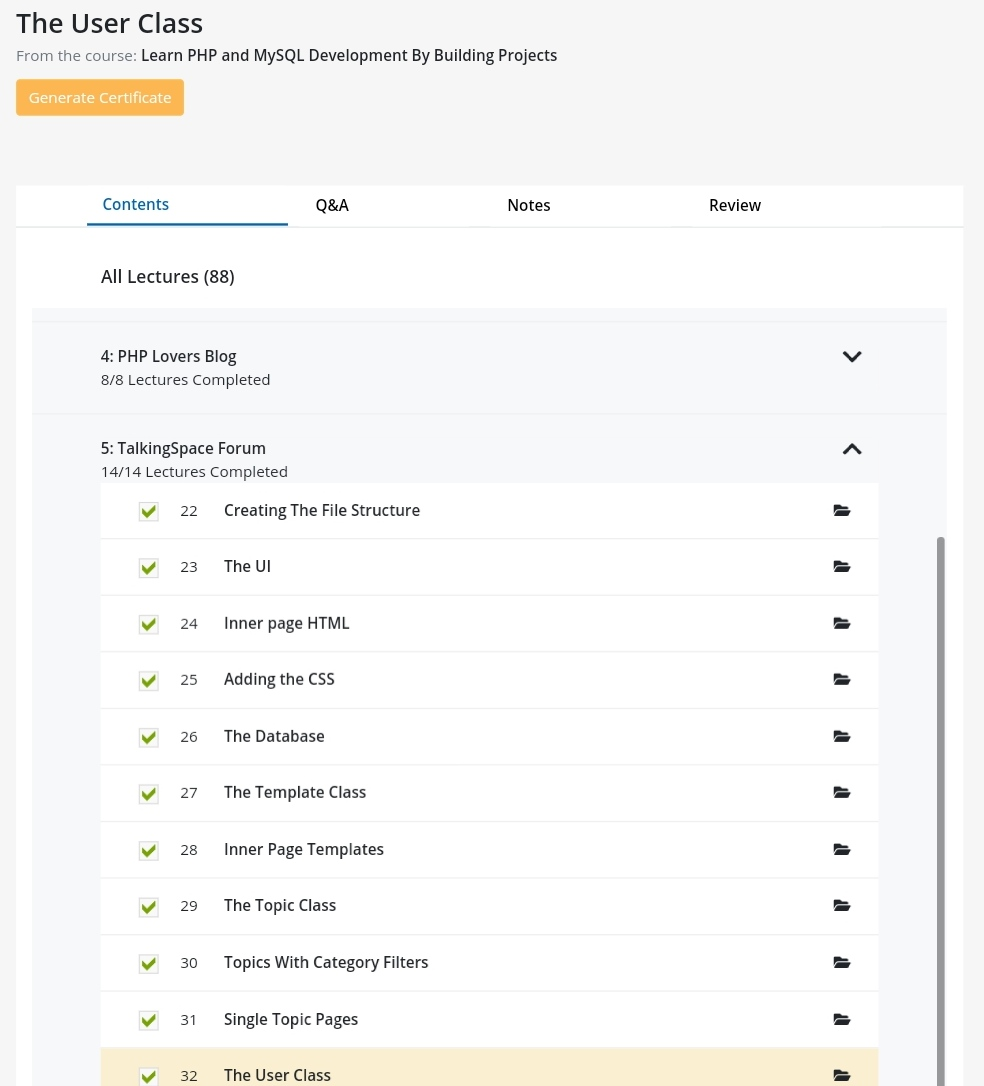 The User Class
From the course: Learn PHP and MySQL Development By Building Projects
Generate Certificate
Contents
Q&A
Notes
Review
All Lectures (88)
4: PHP Lovers Blog
8/8 Lectures Completed
5: TalkingSpace Forum
14/14 Lectures Completed
22 Creating The File Structure
23 The UI
24 Inner page HTML
25 Adding the CSS
26 The Database
27 The Template Class
28 Inner Page Templates
29 The Topic Class
30 Topics With Category Filters
31 Single Topic Pages
32 The User Class